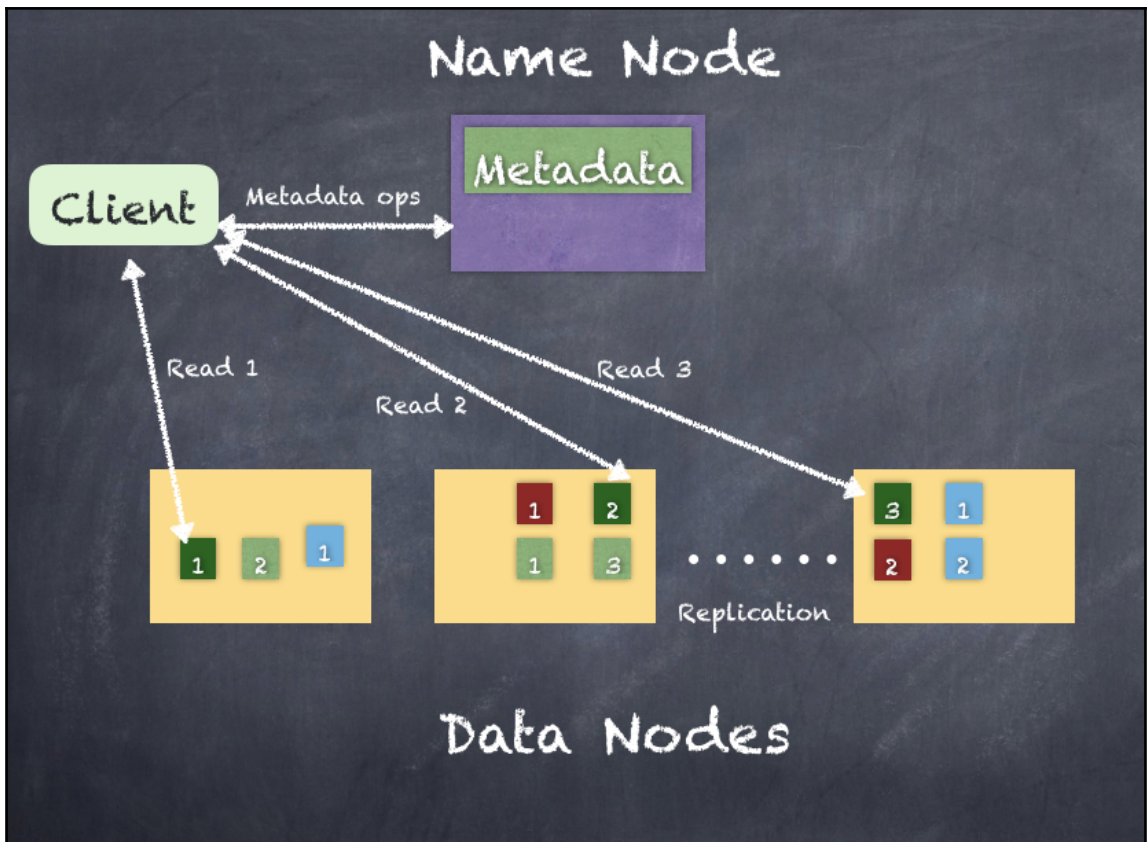 Name Node
Metadata
Client
Metadata ops
Read 1
Read 2
Read 3
1 2 1
1 2
1 3
3 1
2 2
Replication
Data Nodes